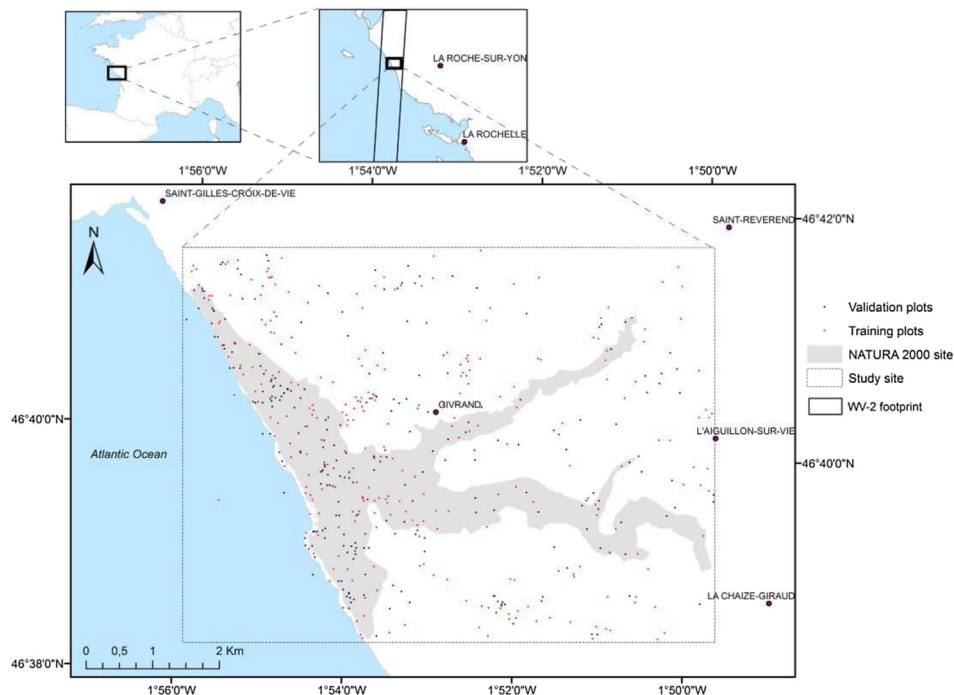 LA ROCHE-SUR-YON
LA ROCHELLE
1°56'0"W 1°54'0"W 1°52'0"W 1°50'0"W
SAINT-GILLES-CROIX-DE-VIE
SAINT-REVEREND
46°42'0"N
N
Validation plots
Training plots
NATURA 2000 site
Study site
WV-2 footprint
46°40'0"N
GIVRAND
L'AIGUILLON-SUR-VIE
Atlantic Ocean
46°40'0"N
LA CHAIZE-GIRAUD
0 0,5 1 2 Km
46°38'0"N
1°56'0"W 1°54'0"W 1°52'0"W 1°50'0"W